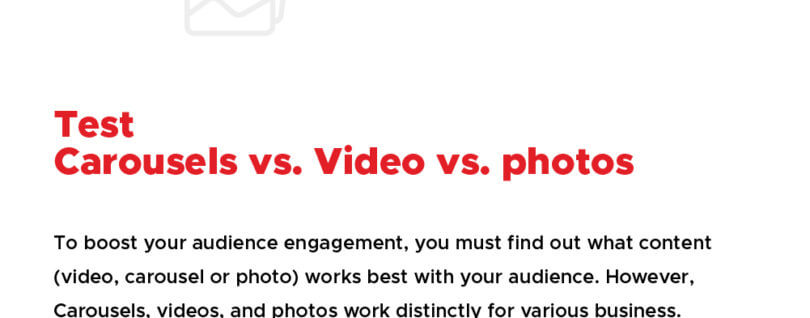 Test
Carousels vs. Video vs. photos
To boost your audience engagement, you must find out what content
(video, carousel or photo) works best with your audience. However,
Carousels, videos, and photos work distinctly for various business.